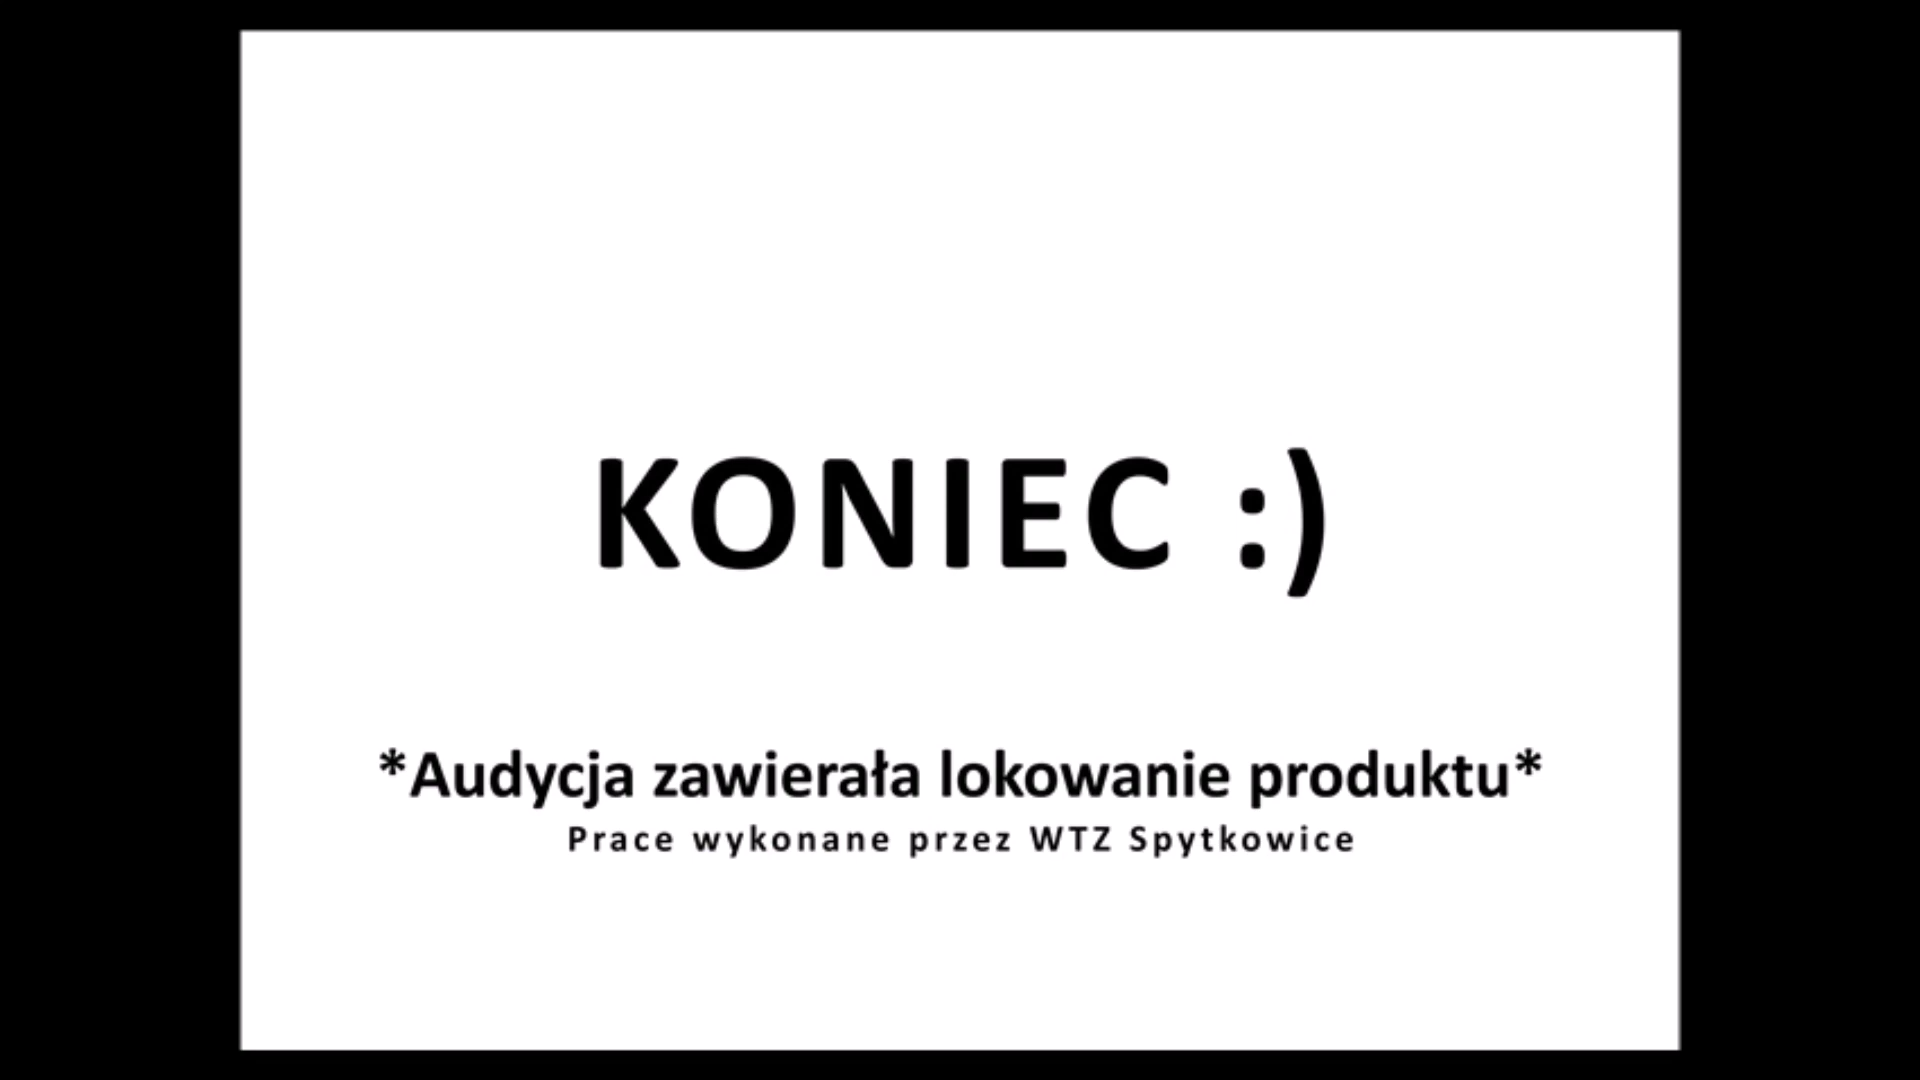 KONIEC :)
*Audycja zawierała lokowanie produktu*
Prace wykonane przez WTZ Spytkowice